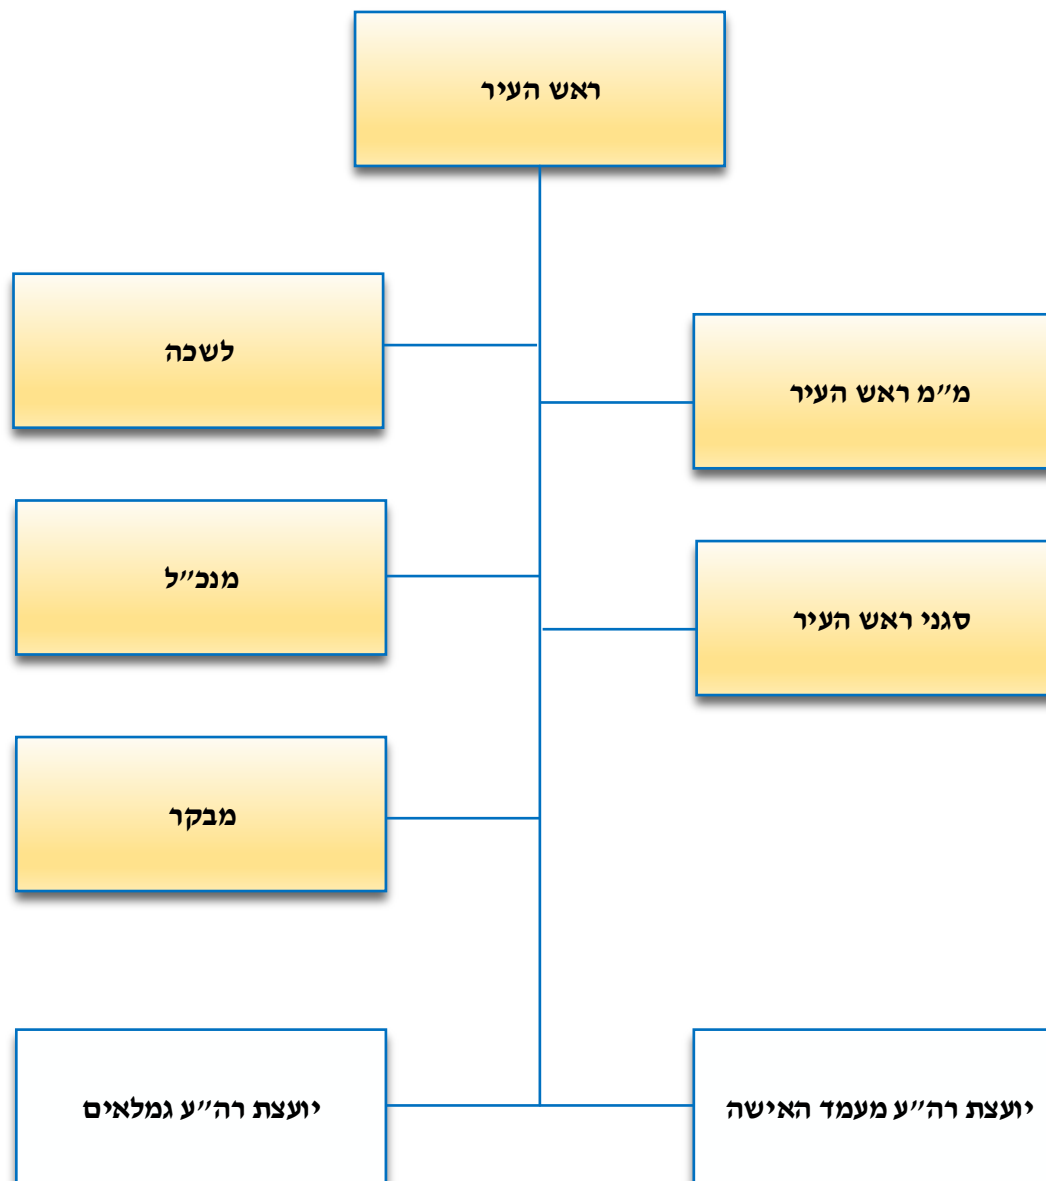 ראש העיר
לשכה
מ״מ ראש העיר
מנכ״ל
סגני ראש העיר
מבקר
יועצת רה״ע מעמד האישה
יועצת רה״ע גמלאים